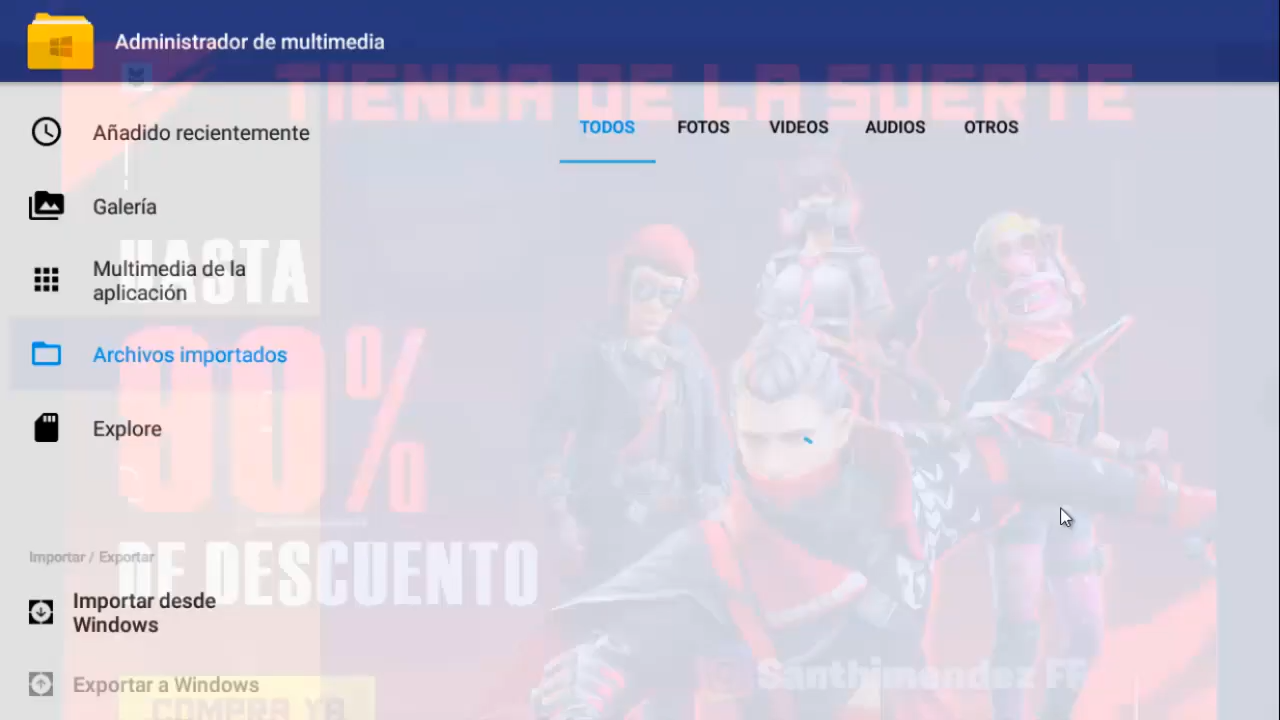 Administrador de multimedia
TIENDA DE LA SUERTE
Añadido recientemente
TODOS
FOTOS
VIDEOS
AUDIOS
OTROS
Galería
HASTA
Multimedia de la
aplicación
90%
Archivos importados
Explore
DE DESCUENTO
Importar / Exportar
Importar desde
Windows
Santhimendez FF
Exportar a Windows
COMPRA YA